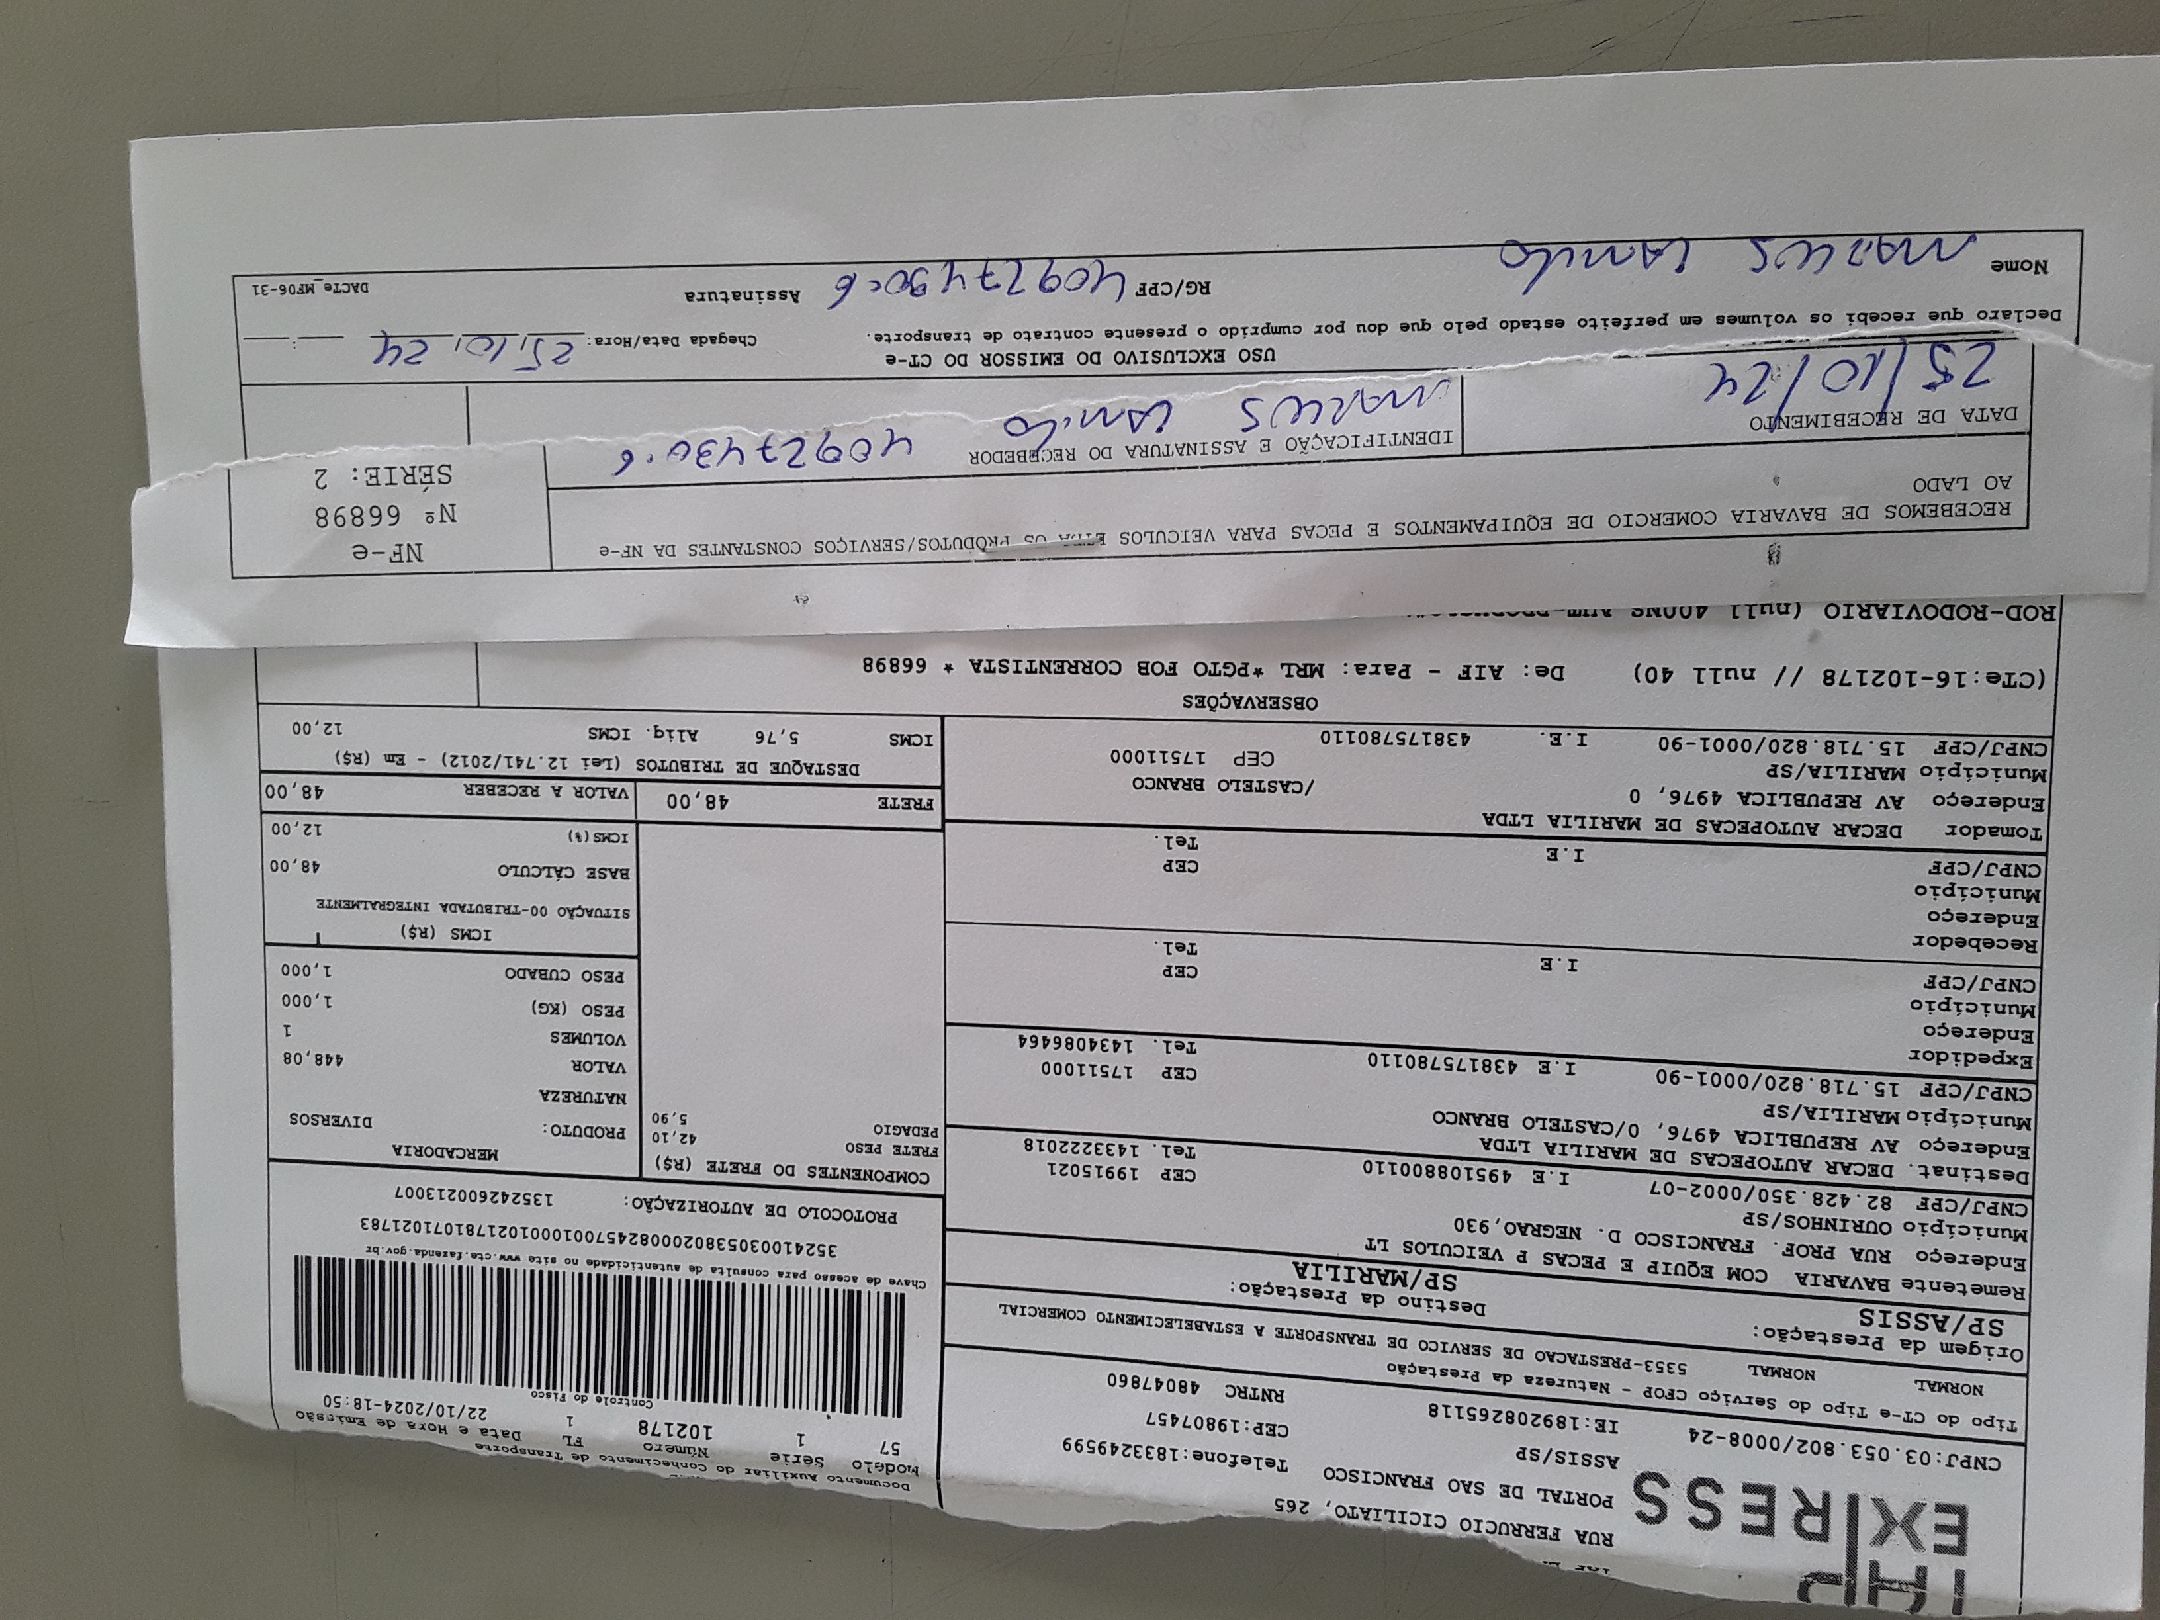 EXPRESS
RUA FERRUCIO CICILIATO, 265
PORTAL DE SAO FRANCISCO
ASSIS/SP
Telefone:1833249599
CEP:19807457
CNPJ:03.053.802/0008-24
IE:189208265118
RNTRC 48047860
Documento Auxiliar do Conhecimento de Transporte
Modelo Série Número FL Data e Hora de Emissão
57 1 102178 1 22/10/2024-18:50
Controle do Fisco
Chave de acesso para consulta de autenticidade no site www.cte.fazenda.gov.br
35241003053802000824570010001021781071021783
PROTOCOLO DE AUTORIZAÇÃO: 135242600213007
Tipo do CT-e Tipo do Serviço CFOP - Natureza da Prestação
NORMAL NORMAL 5353-PRESTACAO DE SERVICO DE TRANSPORTE A ESTABELECIMENTO COMERCIAL
Origem da Prestação: Destino da Prestação:
SP/ASSIS SP/MARILIA
Remetente BAVARIA COM EQUIP E PECAS P VEICULOS LT
Endereço RUA PROF. FRANCISCO D. NEGRAO,930
Município OURINHOS/SP CEP 19915021
CNPJ/CPF 82.428.350/0002-07 I.E 495108800110 Tel. 1433222018
Destinat. DECAR AUTOPECAS DE MARILIA LTDA
Endereço AV REPUBLICA 4976, 0/CASTELO BRANCO
Município MARILIA/SP CEP 17511000
CNPJ/CPF 15.718.820/0001-90 I.E 438175780110 Tel. 1434086464
Expedidor
Endereço
Município CEP
CNPJ/CPF I.E Tel.
Recebedor
Endereço
Município CEP
CNPJ/CPF I.E Tel.
Tomador DECAR AUTOPECAS DE MARILIA LTDA
Endereço AV REPUBLICA 4976, 0 /CASTELO BRANCO
Município MARILIA/SP CEP 17511000
CNPJ/CPF 15.718.820/0001-90 I.E. 438175780110
COMPONENTES DO FRETE (R$)
FRETE PESO 42,10
PEDAGIO 5,90
MERCADORIA
PRODUTO: DIVERSOS
NATUREZA
VALOR 448,08
VOLUMES 1
PESO (KG) 1,000
PESO CUBADO 1,000
ICMS (R$)
SITUAÇÃO 00-TRIBUTADA INTEGRALMENTE
BASE CÁLCULO 48,00
ICMS(%) 12,00
FRETE 48,00 VALOR A RECEBER 48,00
DESTAQUE DE TRIBUTOS (Lei 12.741/2012) - Em (R$)
ICMS 5,76 Aliq. ICMS 12,00
OBSERVAÇÕES
(CTe:16-102178 // null 40) De: AIF - Para: MRL *PGTO FOB CORRENTISTA * 66898
ROD-RODOVIARIO (null
RECEBEMOS DE BAVARIA COMERCIO DE EQUIPAMENTOS E PECAS PARA VEICULOS LTDA OS PRODUTOS/SERVIÇOS CONSTANTES DA NF-e
AO LADO
NF-e
Nº 66898
SÉRIE: 2
DATA DE RECEBIMENTO
25/10/24
IDENTIFICAÇÃO E ASSINATURA DO RECEBEDOR
40927430.6
Marcus Camilo
USO EXCLUSIVO DO EMISSOR DO CT-e
Declaro que recebi os volumes em perfeito estado pelo que dou por cumprido o presente contrato de transporte.
Chegada Data/Hora: 25,10,24
Nome Marcus Camilo
RG/CPF 40927490-6 Assinatura
DACTe_MF06-31